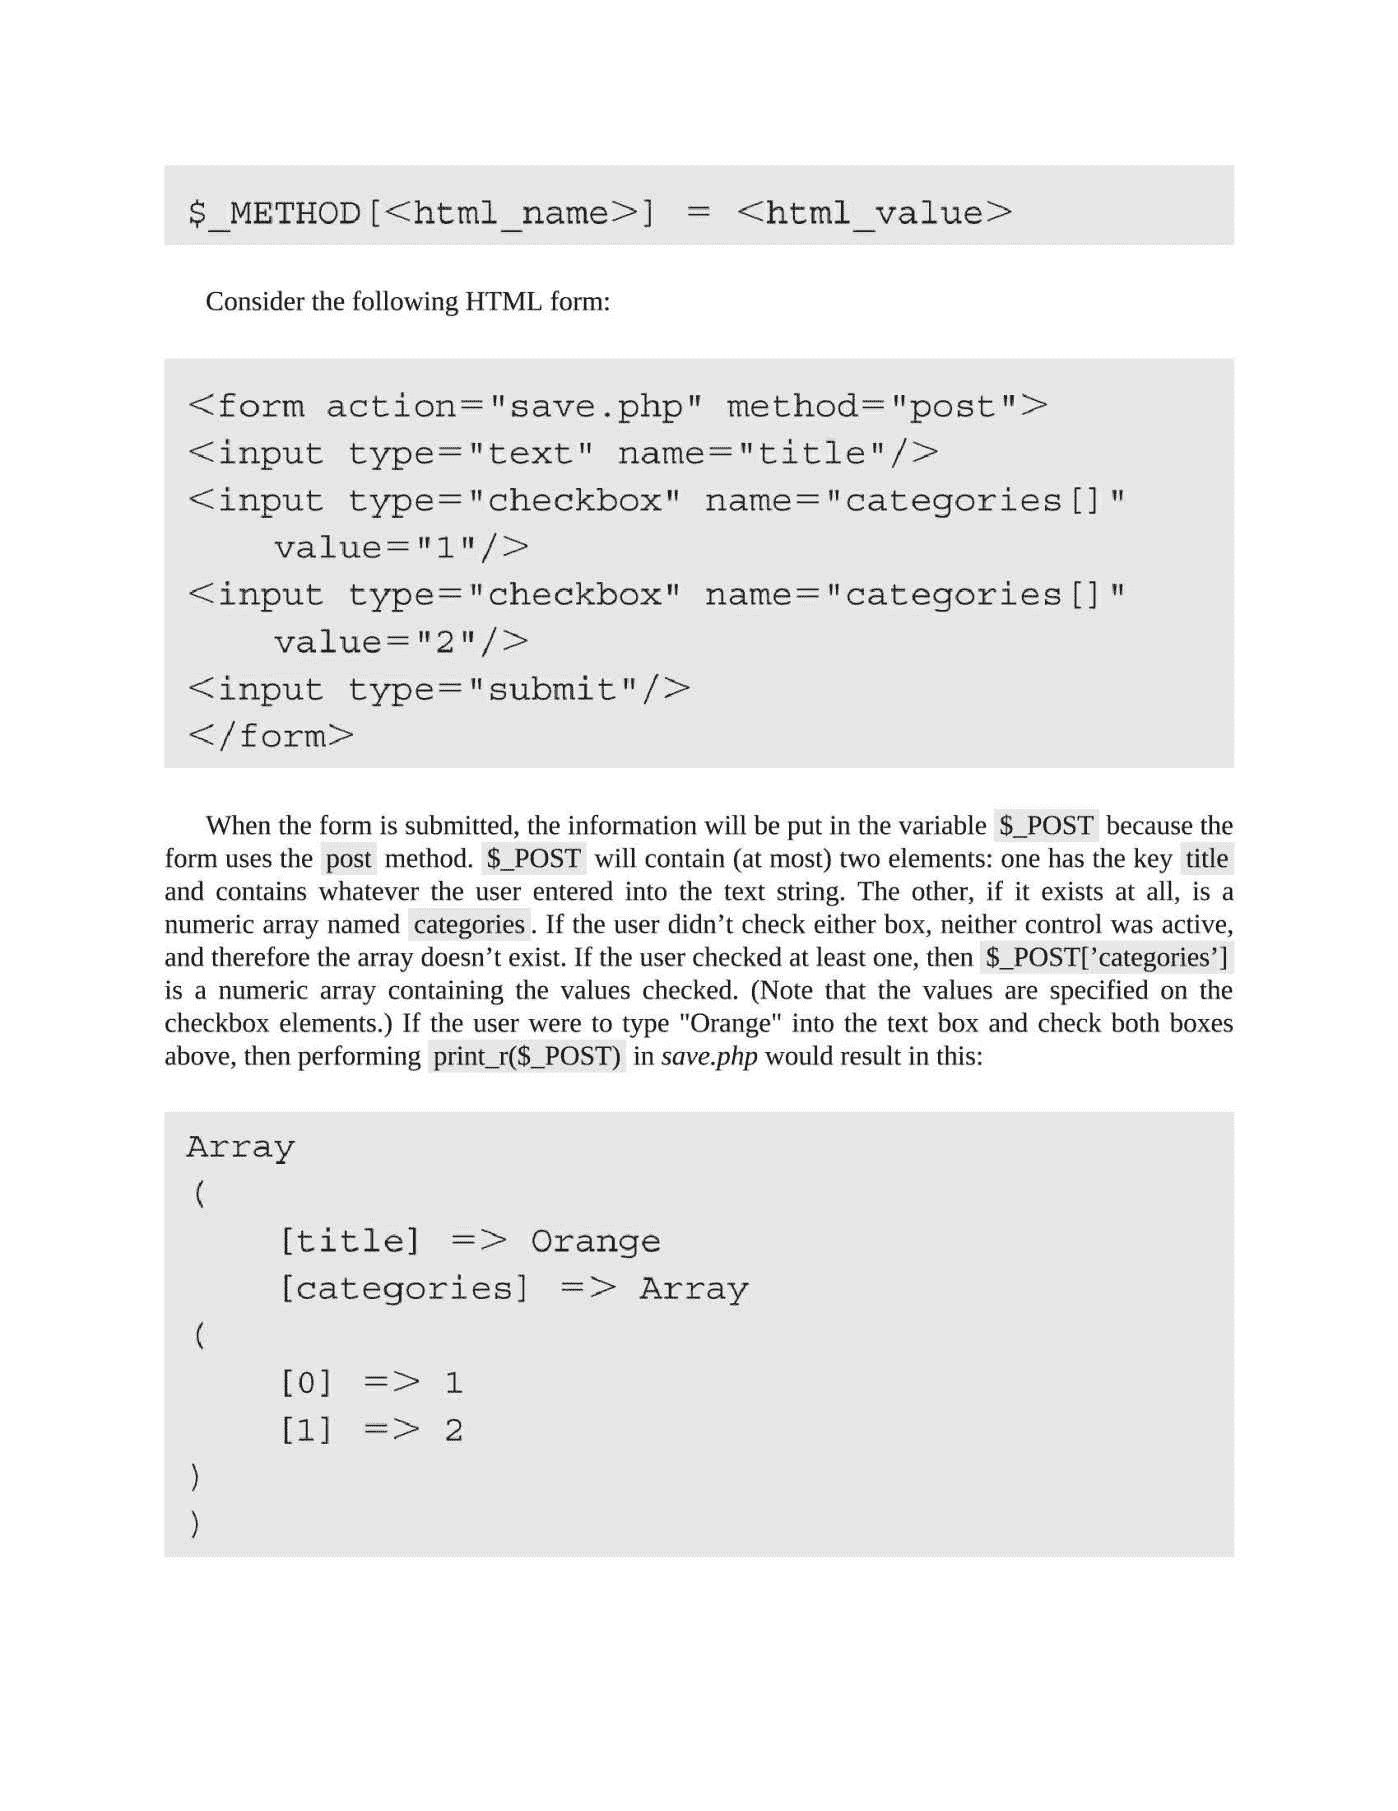 $_METHOD[<html_name>] = <html_value>
Consider the following HTML form:
<form action="save.php" method="post">
<input type="text" name="title"/>
<input type="checkbox" name="categories[]"
value="1"/>
<input type="checkbox" name="categories[]"
value="2"/>
<input type="submit"/>
</form>
When the form is submitted, the information will be put in the variable $_POST because the
form uses the post method. $_POST will contain (at most) two elements: one has the key title
and contains whatever the user entered into the text string. The other, if it exists at all, is a
numeric array named categories. If the user didn’t check either box, neither control was active,
and therefore the array doesn’t exist. If the user checked at least one, then $_POST[’categories’]
is a numeric array containing the values checked. (Note that the values are specified on the
checkbox elements.) If the user were to type "Orange" into the text box and check both boxes
above, then performing print_r($_POST) in save.php would result in this:
Array
(
[title] => Orange
[categories] => Array
(
[0] => 1
[1] => 2
)
)